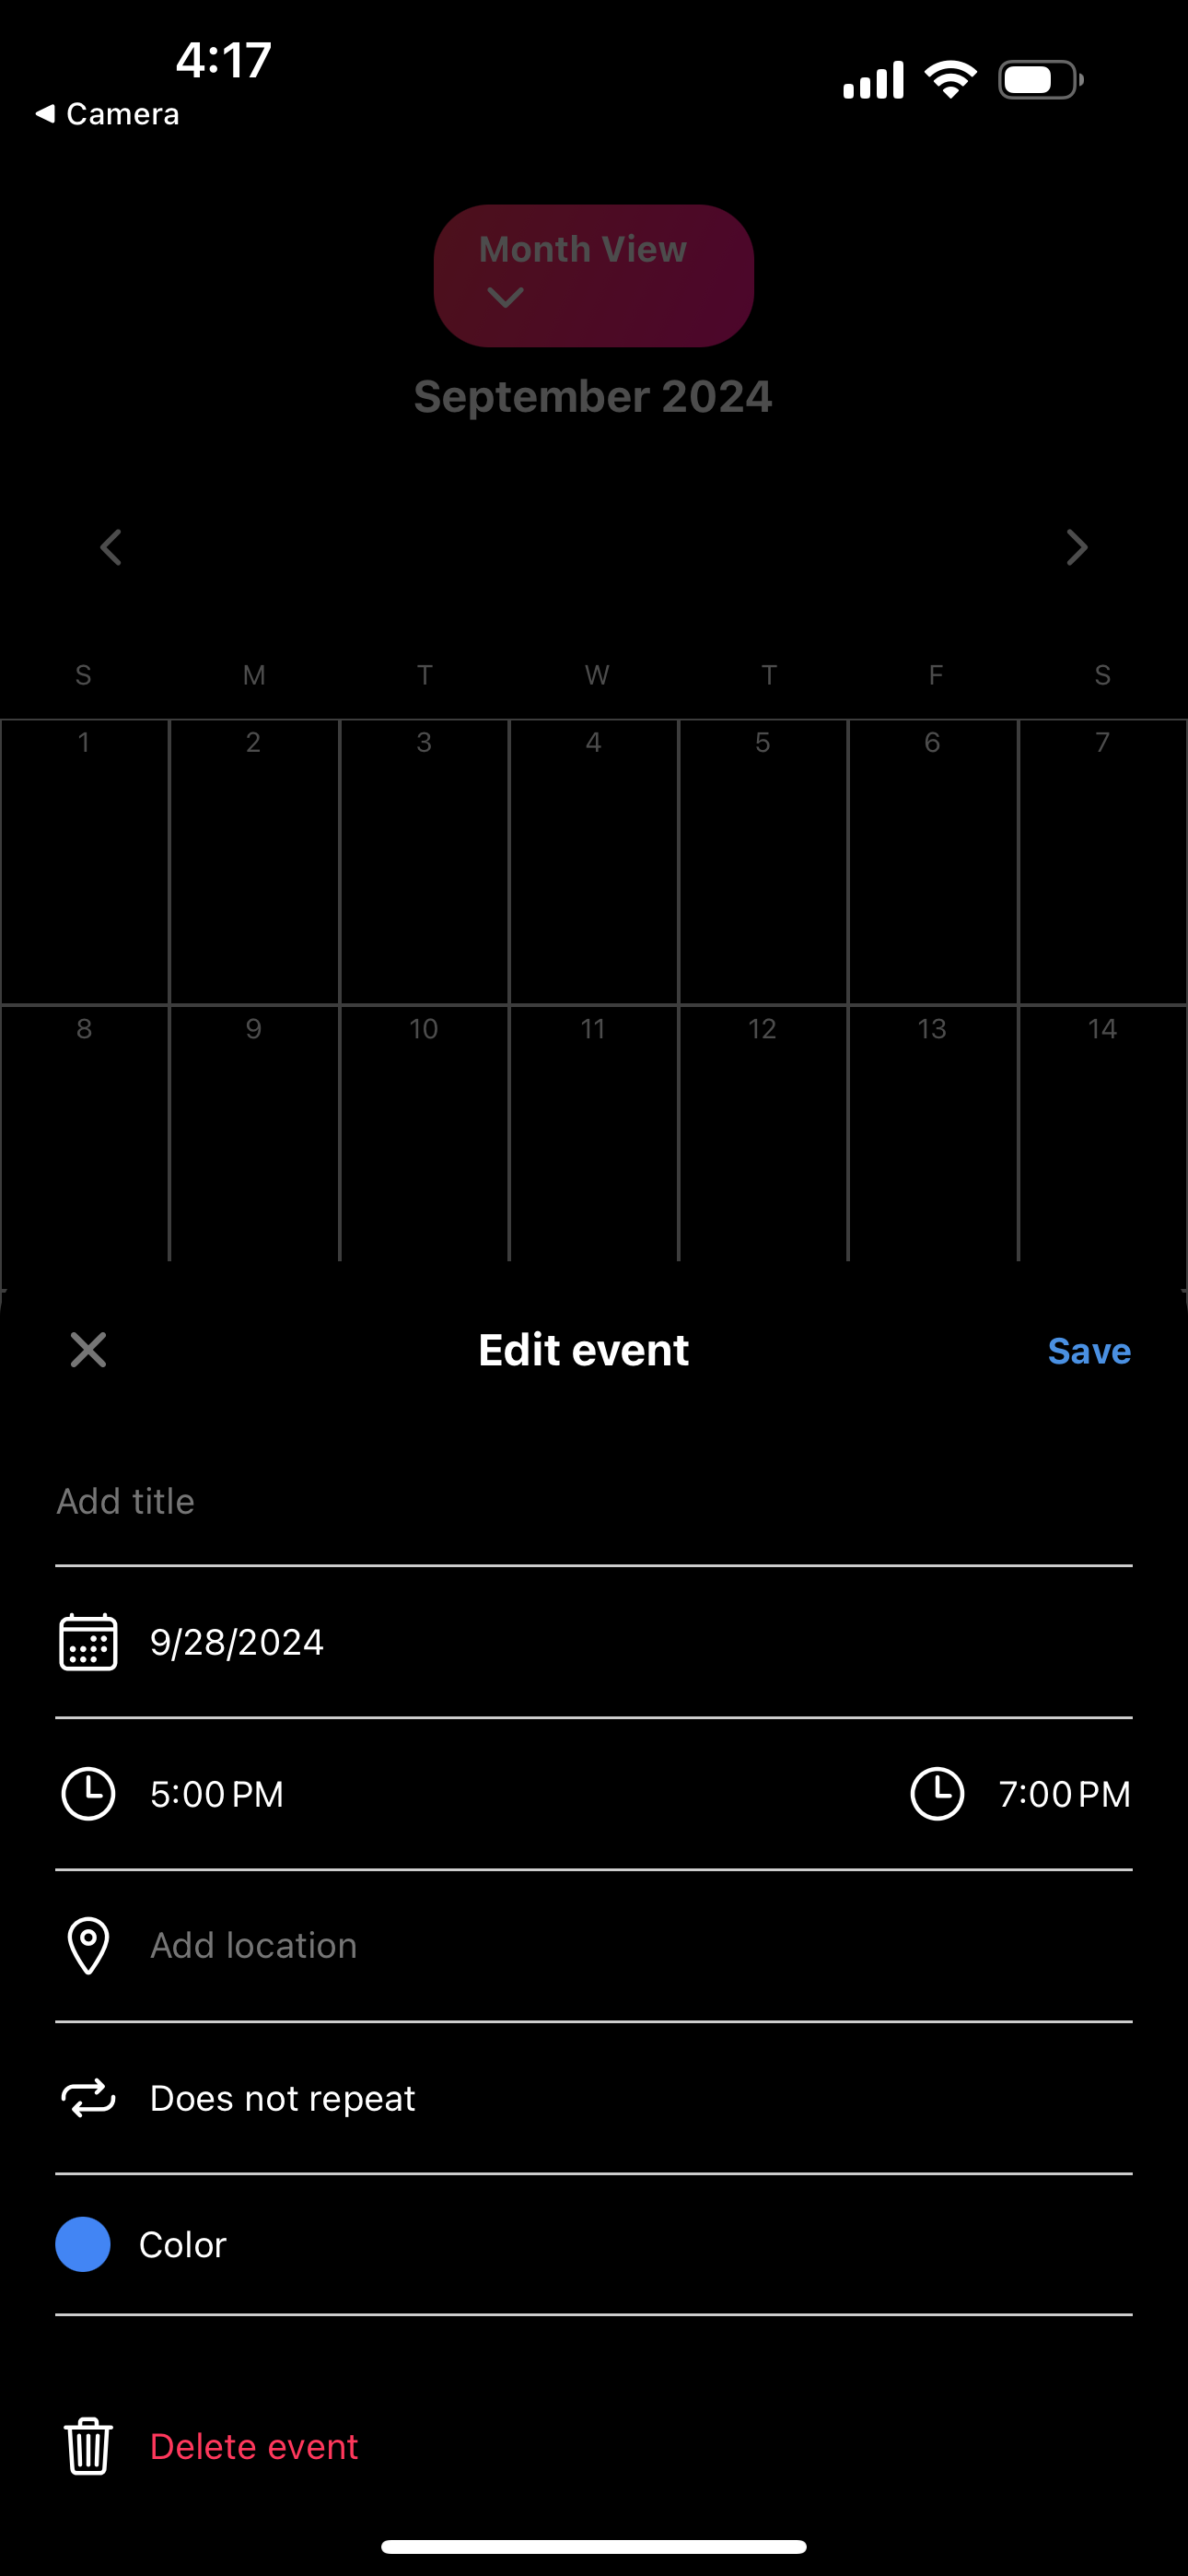 4:17
Camera
Month View
September 2024
S M T W T F S
1 2 3 4 5 6 7
8 9 10 11 12 13 14
Edit event
Save
Add title
9/28/2024
5:00 PM 7:00 PM
Add location
Does not repeat
Color
Delete event